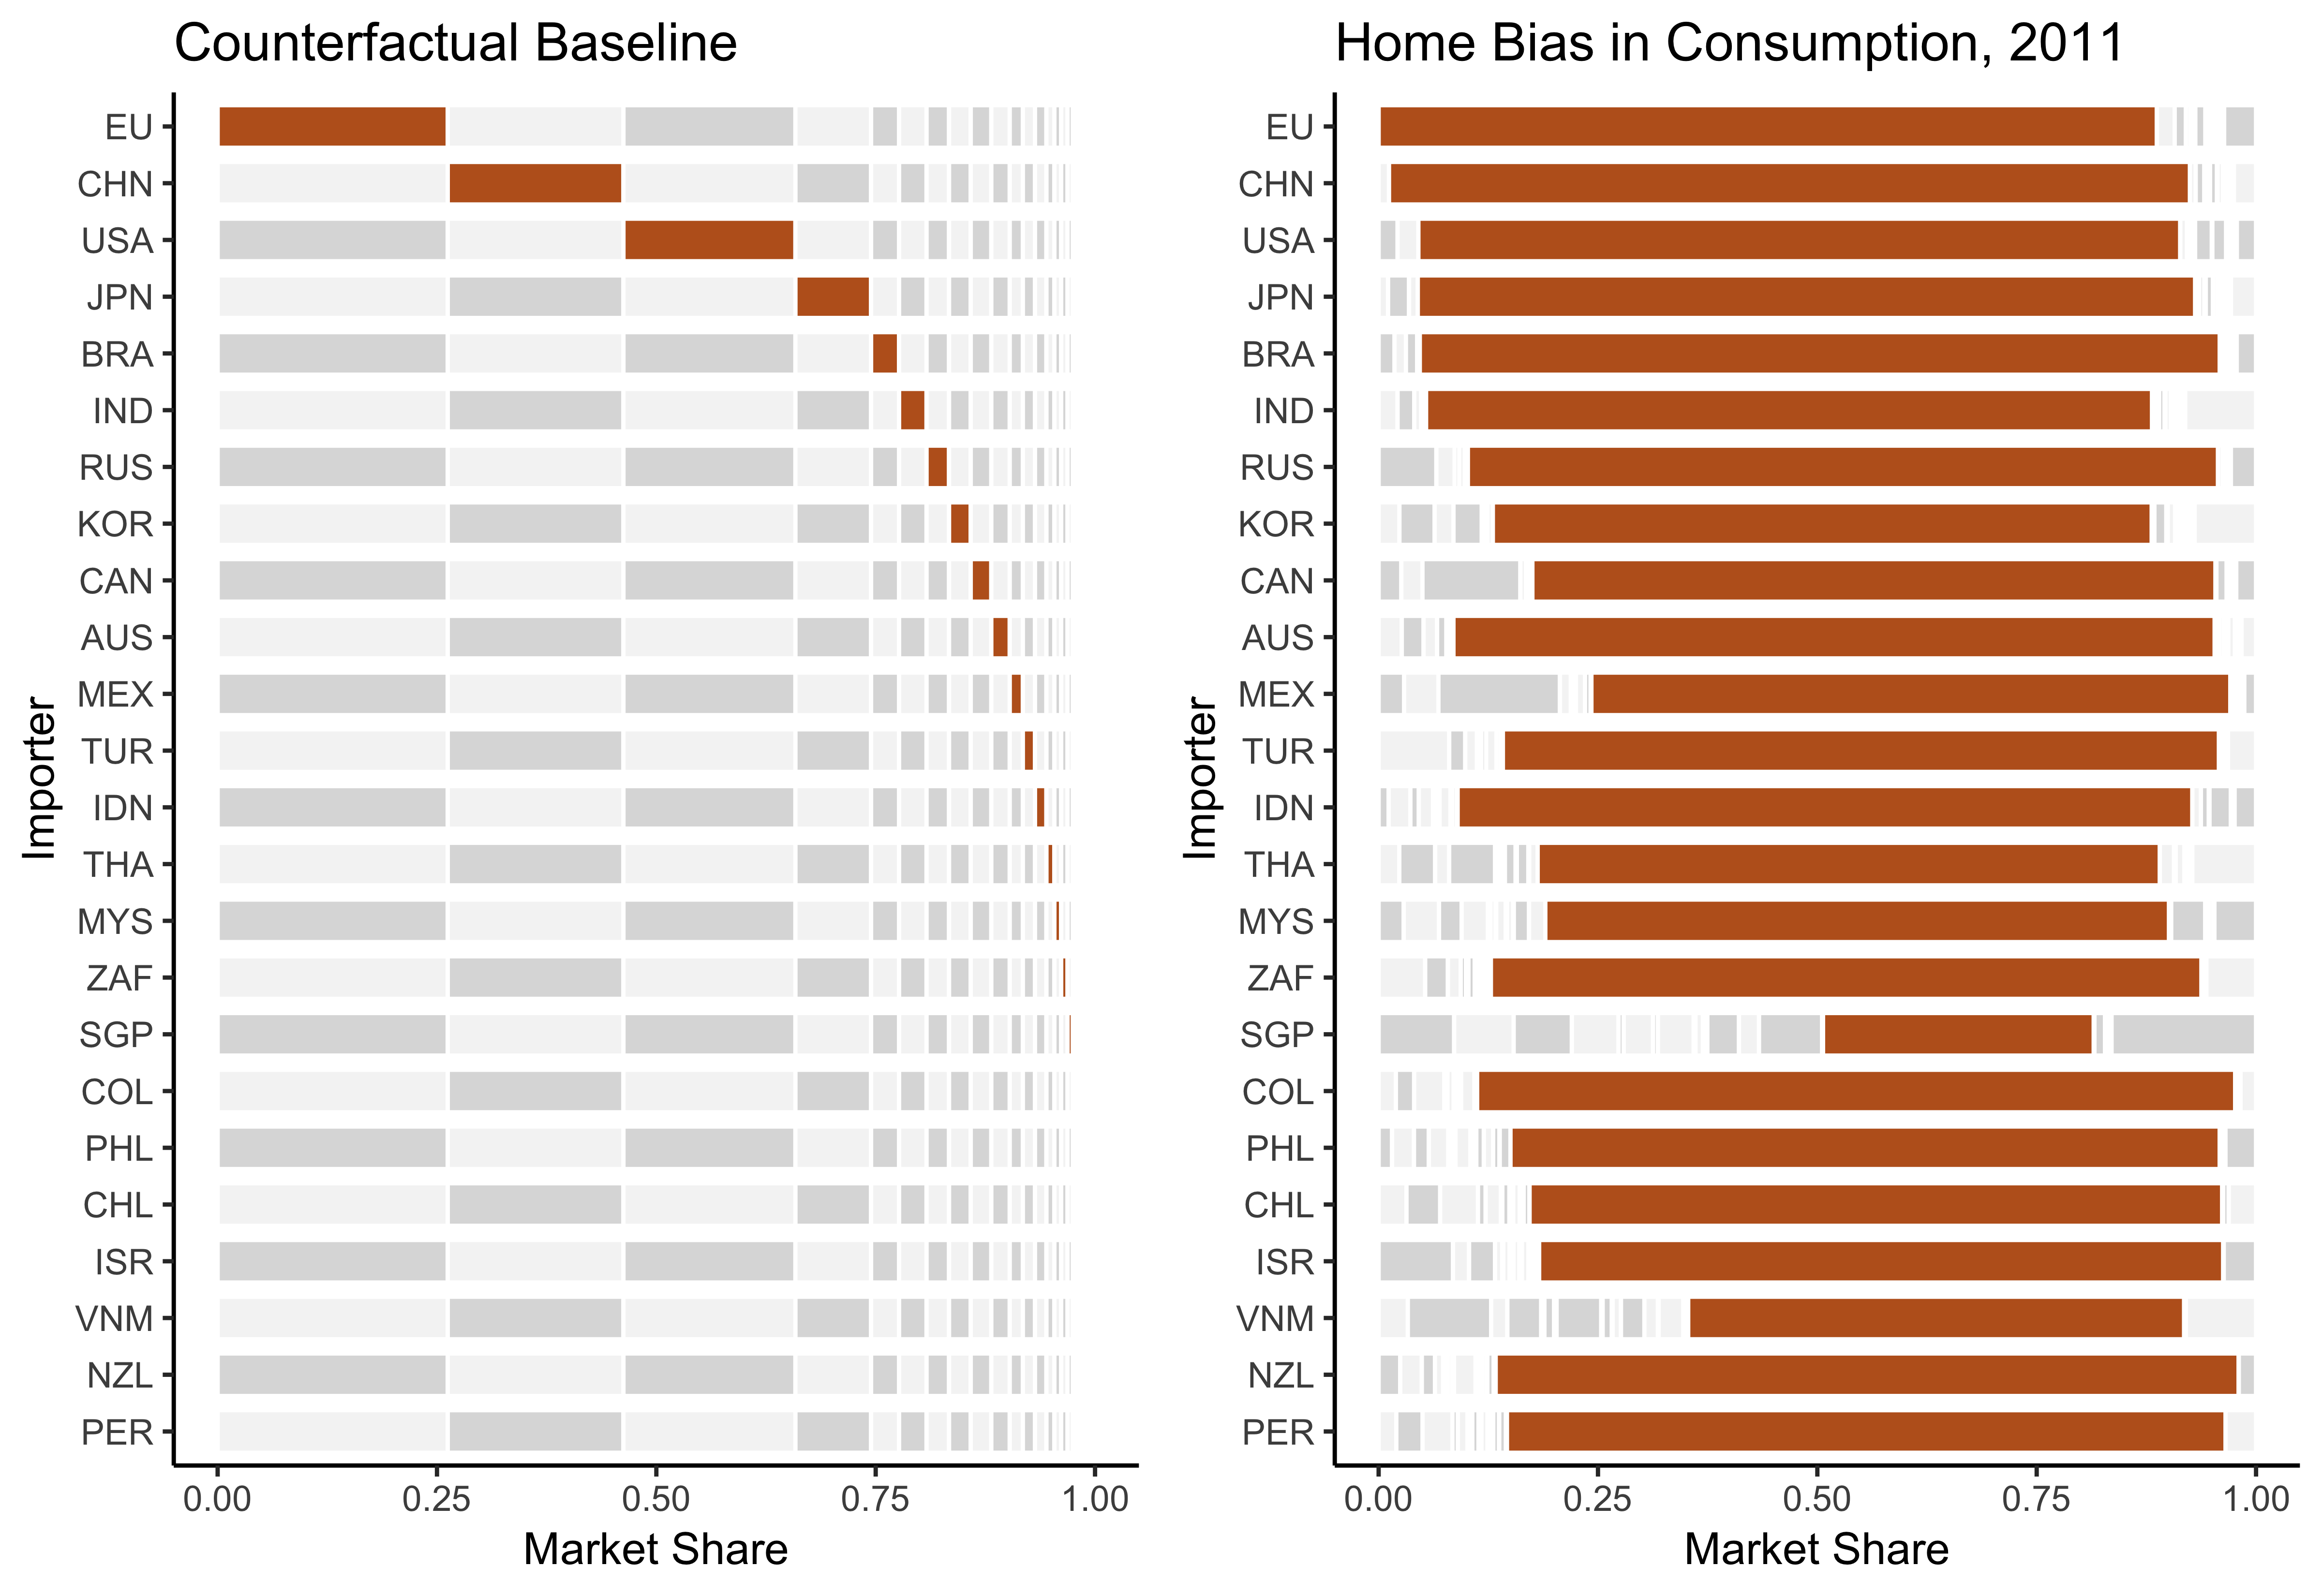 Counterfactual Baseline
Importer
EU
CHN
USA
JPN
BRA
IND
RUS
KOR
CAN
AUS
MEX
TUR
IDN
THA
MYS
ZAF
SGP
COL
PHL
CHL
ISR
VNM
NZL
PER
0.00 0.25 0.50 0.75 1.00
Market Share
Home Bias in Consumption, 2011
Importer
EU
CHN
USA
JPN
BRA
IND
RUS
KOR
CAN
AUS
MEX
TUR
IDN
THA
MYS
ZAF
SGP
COL
PHL
CHL
ISR
VNM
NZL
PER
0.00 0.25 0.50 0.75 1.00
Market Share